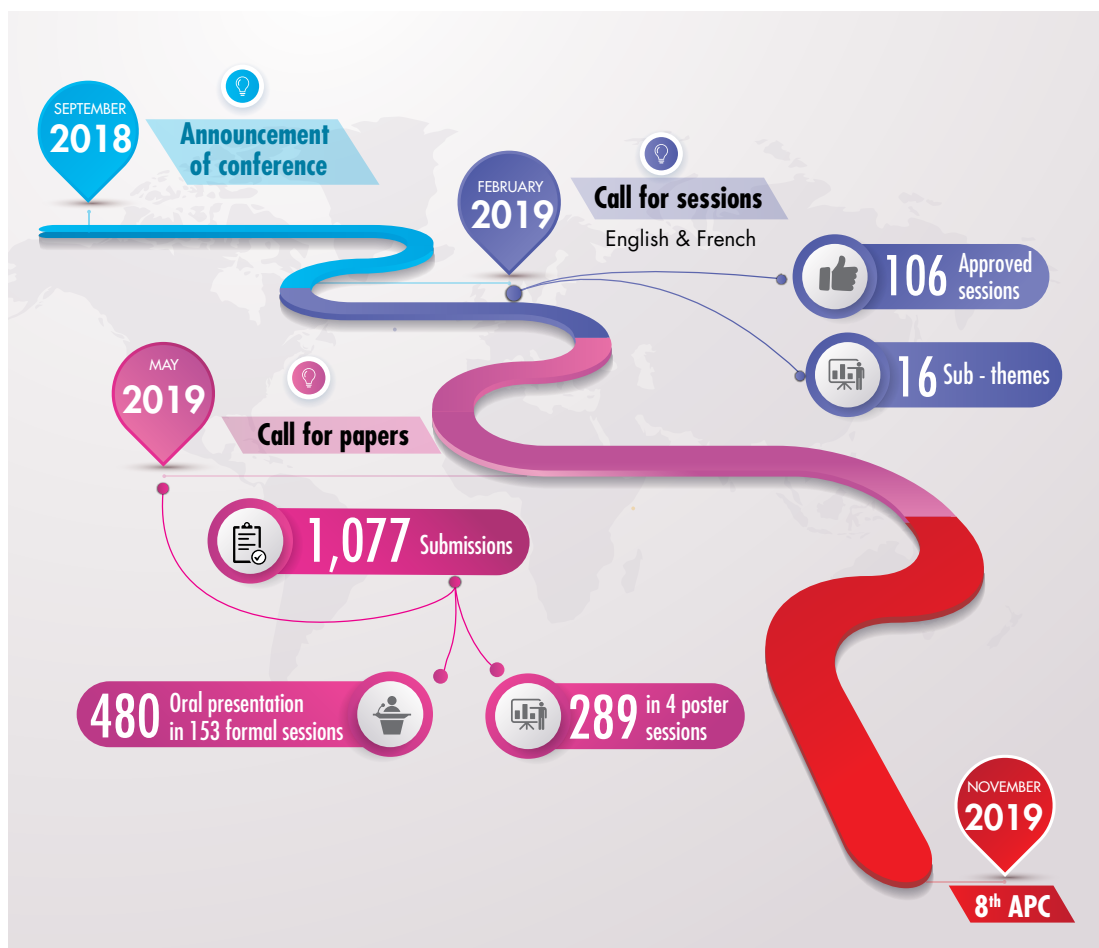 SEPTEMBER
2018
Announcement
of conference
FEBRUARY
2019
Call for sessions
English & French
106 Approved
sessions
16 Sub - themes
MAY
2019
Call for papers
1,077 Submissions
480 Oral presentation
in 153 formal sessions
289 in 4 poster
sessions
NOVEMBER
2019
8th APC